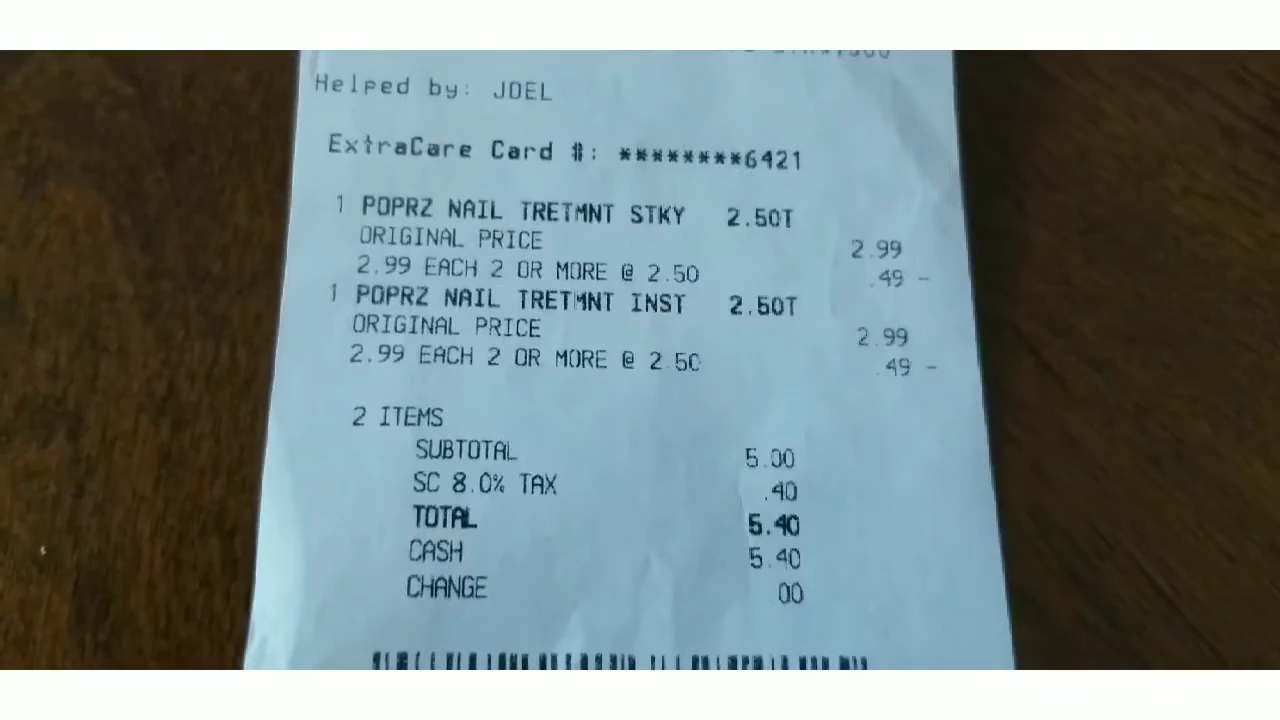 Helped by: JOEL
ExtraCare Card #: ********6421
1 POPRZ NAIL TRETMNT STKY 2.50T
ORIGINAL PRICE 2.99
2.99 EACH 2 OR MORE @ 2.50 .49 -
1 POPRZ NAIL TRETMNT INST 2.50T
ORIGINAL PRICE 2.99
2.99 EACH 2 OR MORE @ 2.50 .49 -
2 ITEMS
SUBTOTAL 5.00
SC 8.0% TAX .40
TOTAL 5.40
CASH 5.40
CHANGE 00